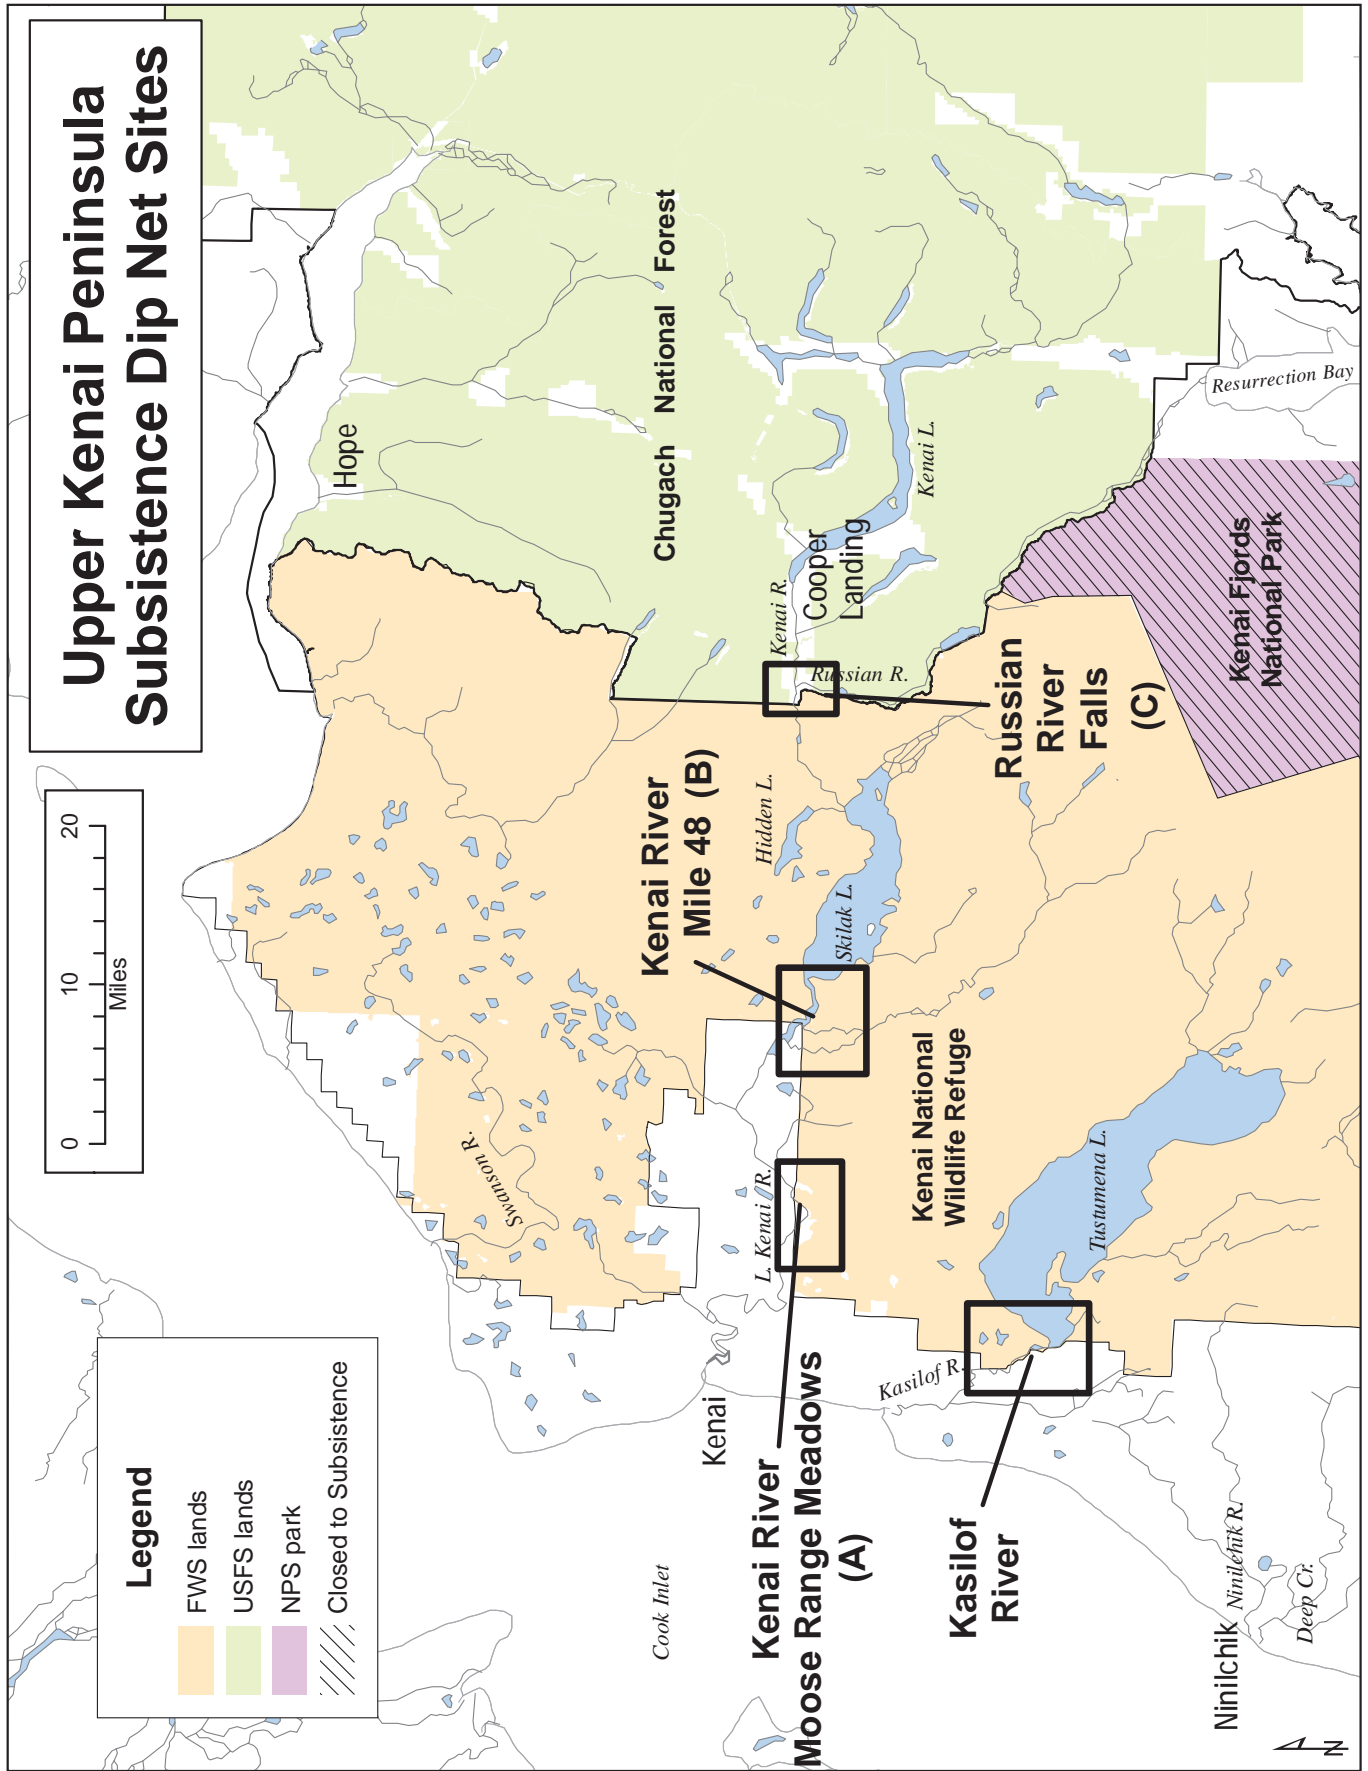 Upper Kenai Peninsula
Subsistence Dip Net Sites
0
10
20
Miles
Legend
FWS lands
USFS lands
NPS park
Closed to Subsistence
Hope
Chugach National Forest
Swanson R.
Kenai River
Mile 48 (B)
Hidden L.
Kenai R.
Cooper
Landing
Kenai L.
Skilak L.
Russian R.
Russian
River
Falls
(C)
Resurrection Bay
Kenai Fjords
National Park
Cook Inlet
Kenai
L. Kenai R.
Kenai River
Moose Range Meadows
(A)
Kenai National
Wildlife Refuge
Tustumena L.
Kasilof R.
Kasilof
River
Ninilchik
Ninilchik R.
Deep Cr.
N